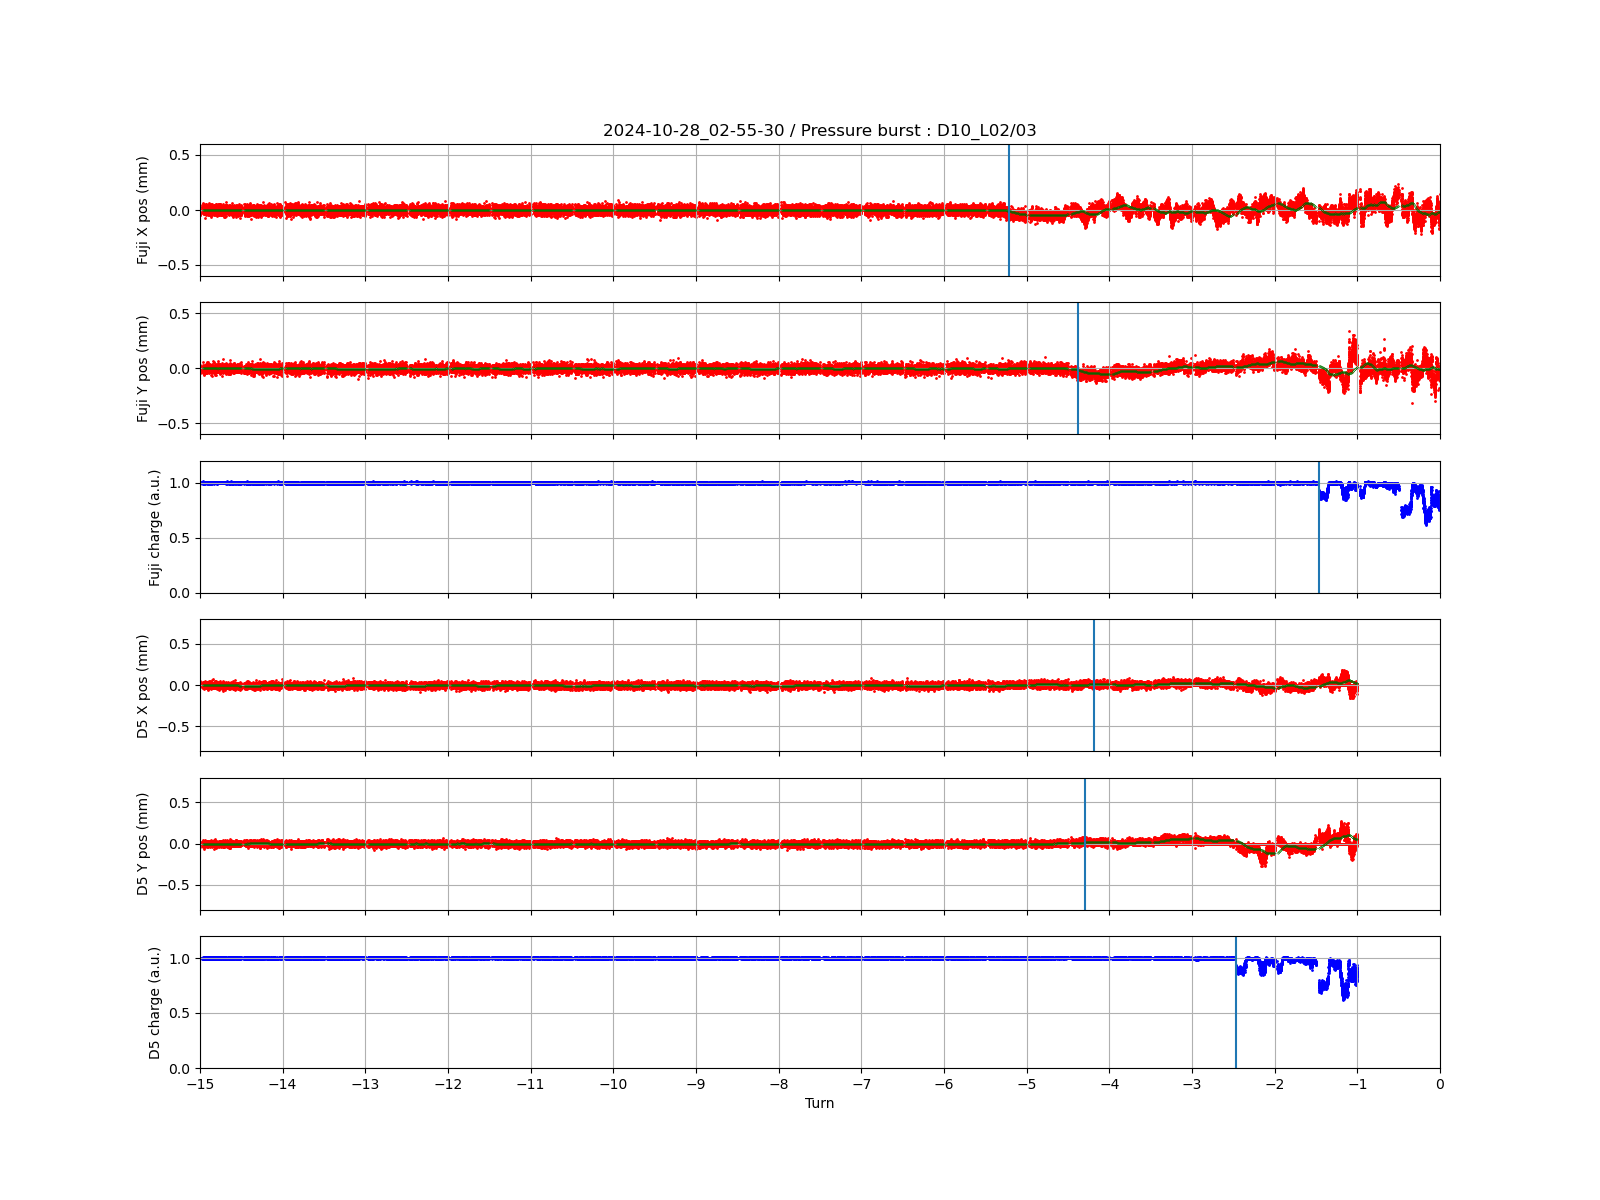 2024-10-28_02-55-30 / Pressure burst : D10_L02/03
Fuji X pos (mm)
0.5
0.0
−0.5
Fuji Y pos (mm)
0.5
0.0
−0.5
Fuji charge (a.u.)
1.0
0.5
0.0
D5 X pos (mm)
0.5
0.0
−0.5
D5 Y pos (mm)
0.5
0.0
−0.5
D5 charge (a.u.)
1.0
0.5
0.0
−15 −14 −13 −12 −11 −10 −9 −8 −7 −6 −5 −4 −3 −2 −1 0
Turn